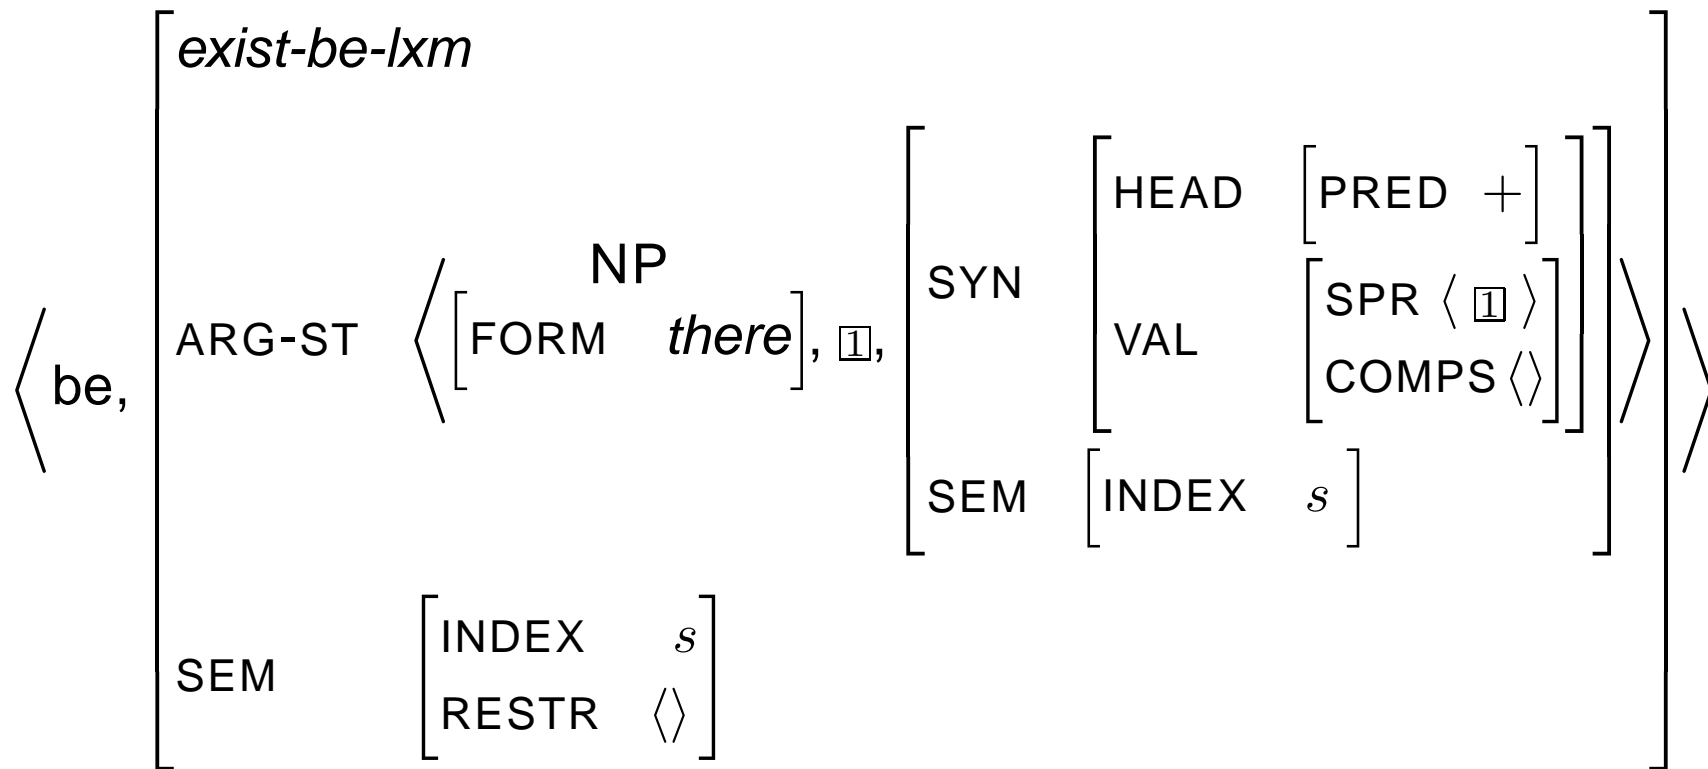 exist-be-lxm
HEAD [PRED +]
NP
SYN
SPR ⟨ 1 ⟩
ARG-ST ⟨ [FORM there], 1, VAL
⟨ be, COMPS ⟨⟩ ⟩ ⟩
SEM [INDEX s ]
INDEX s
SEM
RESTR ⟨⟩